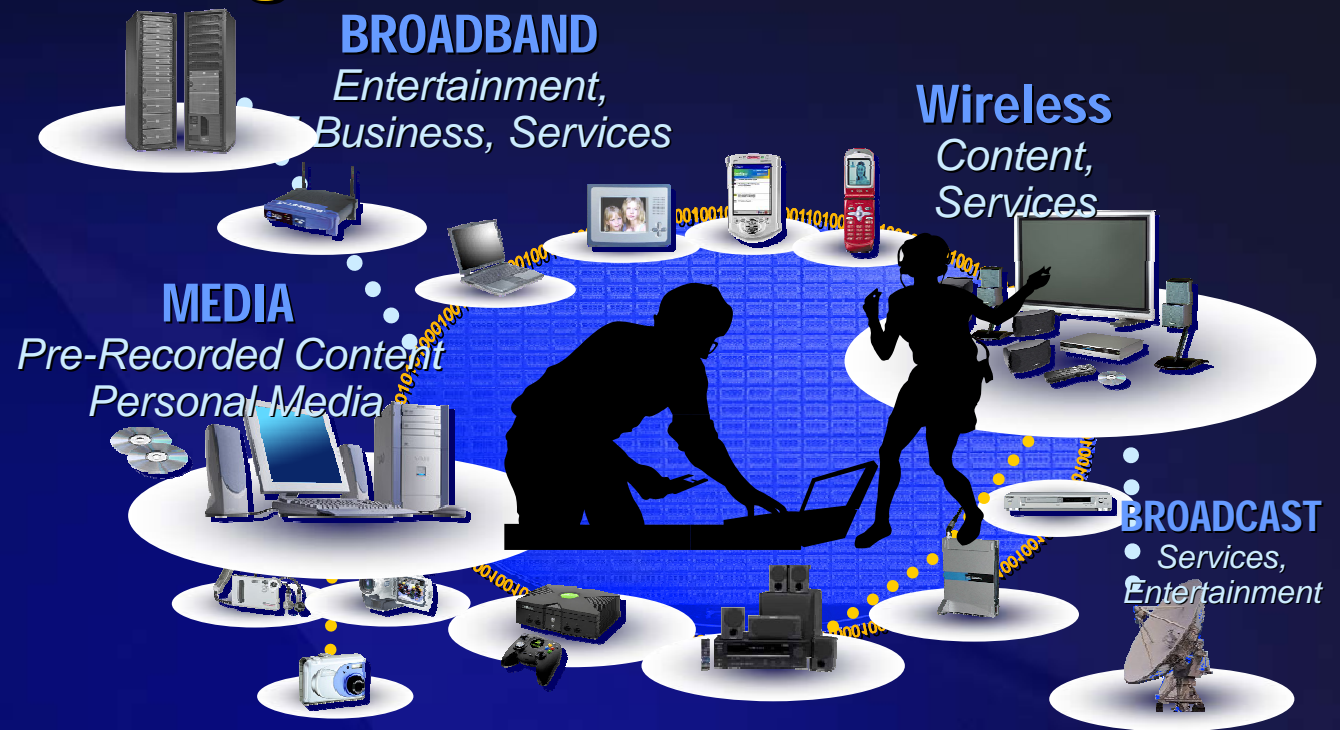 BROADBAND
Entertainment,
Business, Services
Wireless
Content,
Services
MEDIA
Pre-Recorded Content
Personal Media
BROADCAST
Services,
Entertainment